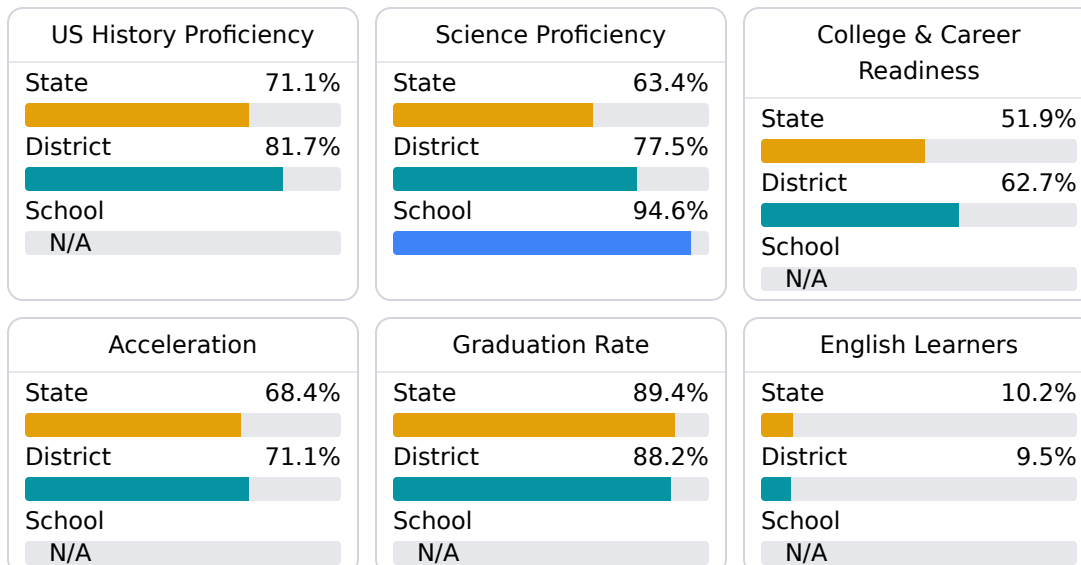 US History Proficiency
State 71.1%
District 81.7%
School
N/A
Science Proficiency
State 63.4%
District 77.5%
School 94.6%
College & Career
Readiness
State 51.9%
District 62.7%
School
N/A
Acceleration
State 68.4%
District 71.1%
School
N/A
Graduation Rate
State 89.4%
District 88.2%
School
N/A
English Learners
State 10.2%
District 9.5%
School
N/A